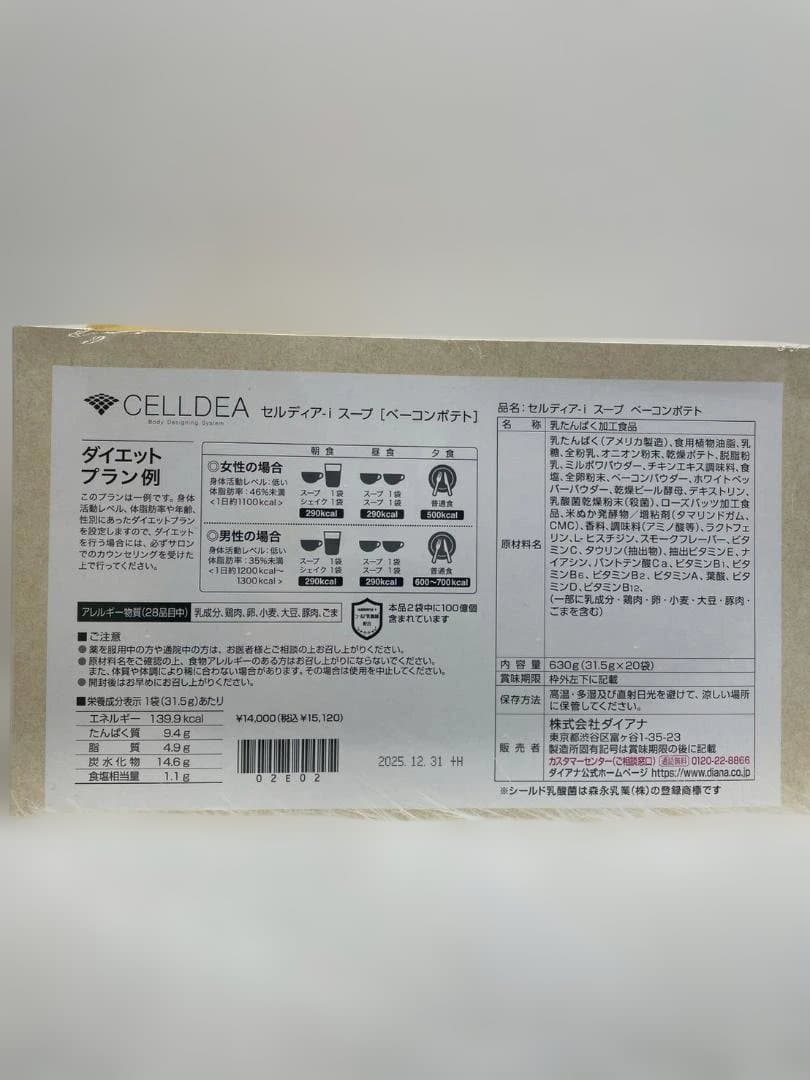 CELLDEA セルディア-i スープ [ベーコンポテト]
Body Designing System
ダイエット
プラン例
このプランは一例です。身体
活動レベル、体脂肪率や年齢、
性別にあったダイエットプラン
を設定しますので、ダイエット
を行う場合には、必ずサロン
でのカウンセリングを受けた
上で行ってください。
朝食 昼食 夕食
◎女性の場合
身体活動レベル:低い
体脂肪率:46%未満
<1日約1100kcal>
スープ 1袋
シェイク 1袋
290kcal
スープ 1袋
スープ 1袋
290kcal
普通食
500kcal
◎男性の場合
身体活動レベル:低い
体脂肪率:35%未満
<1日約1200kcal~
1300kcal>
スープ 1袋
シェイク 1袋
290kcal
スープ 1袋
スープ 1袋
290kcal
普通食
600~700kcal
アレルギー物質(28品目中) 乳成分、鶏肉、卵、小麦、大豆、豚肉、ごま
シールド乳酸菌
配合
本品2袋中に100億個
含まれています
■ご注意
●薬を服用中の方や通院中の方は、お医者様とご相談の上お召し上がりください。
●原材料名をご確認の上、食物アレルギーのある方はお召し上がりにならないでください。
また、体質や体調により稀に合わない場合があります。その場合は使用を中止してください。
●開封後はお早めにお召し上がりください。
■栄養成分表示 1袋(31.5g)あたり
エネルギー 139.9kcal
たんぱく質 9.4g
脂質 4.9g
炭水化物 14.6g
食塩相当量 1.1g
¥14,000(税込¥15,120)
02E02
2025.12.31 +H
品名:セルディア-i スープ ベーコンポテト
名称 乳たんぱく加工食品
原材料名
乳たんぱく(アメリカ製造)、食用植物油脂、乳
糖、全粉乳、オニオン粉末、乾燥ポテト、脱脂粉
乳、ミルポワパウダー、チキンエキス調味料、食
塩、全卵粉末、ベーコンパウダー、ホワイトペッ
パーパウダー、乾燥ビール酵母、デキストリン、
乳酸菌乾燥粉末(殺菌)、ローズハップ加工食
品、米ぬか発酵物/増粘剤(タマリンドガム、
CMC)、香料、調味料(アミノ酸等)、ラクトフェ
リン、L-ヒスチジン、スモークフレーバー、ビタ
ミンC、タウリン(抽出物)、抽出ビタミンE、ナ
イアシン、パントテン酸Ca、ビタミンB1、ビタ
ミンB6、ビタミンB2、ビタミンA、葉酸、ビタ
ミンD、ビタミンB12、
(一部に乳成分・鶏肉・卵・小麦・大豆・豚肉・
ごまを含む)
内容量 630g(31.5g×20袋)
賞味期限 枠外左下に記載
保存方法 高温・多湿及び直射日光を避けて、涼しい場所
に保管してください。
販売者
株式会社ダイアナ
東京都渋谷区富ヶ谷1-35-23
製造所固有記号は賞味期限の後に記載
カスタマーセンター(ご相談窓口) 通話無料 0120-22-8866
ダイアナ公式ホームページ https://www.diana.co.jp
※シールド乳酸菌は森永乳業(株)の登録商標です